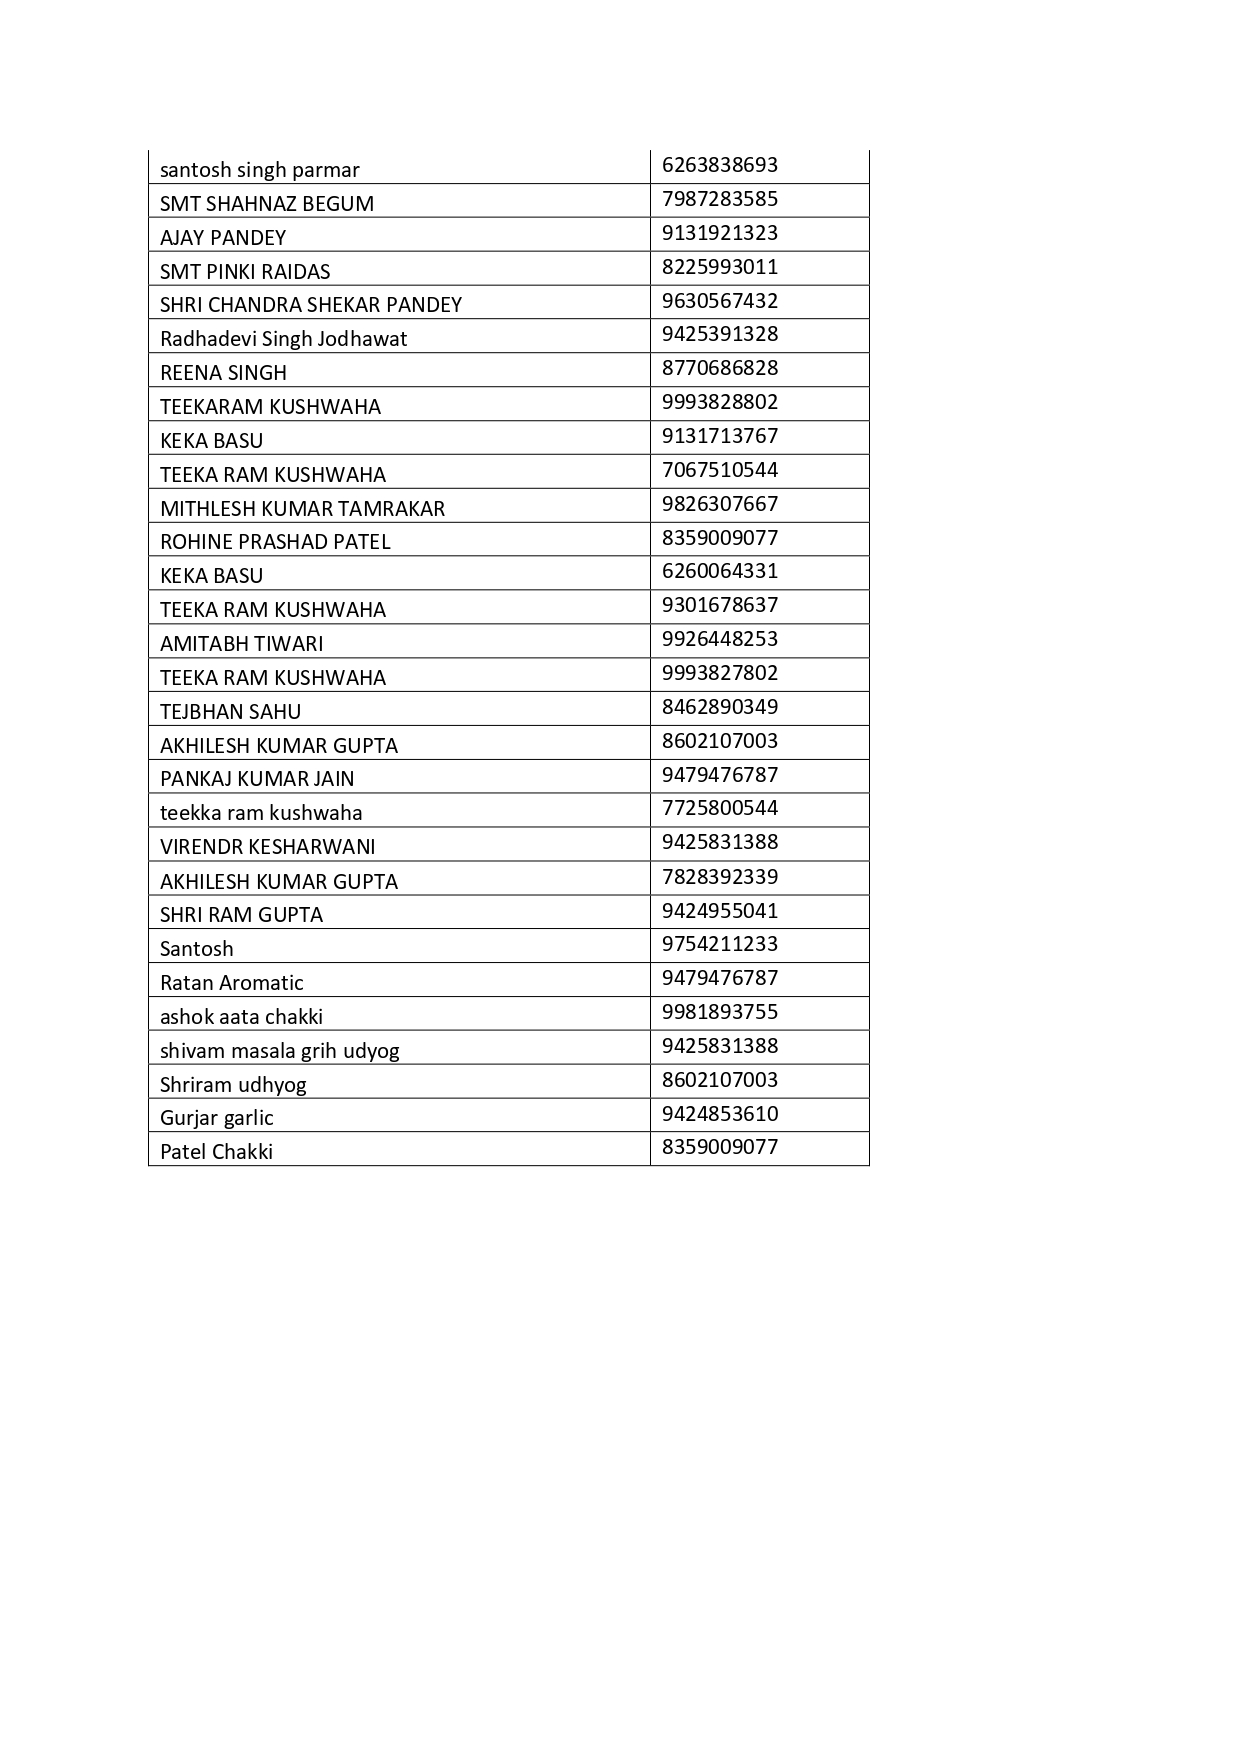 santosh singh parmar 6263838693
SMT SHAHNAZ BEGUM 7987283585
AJAY PANDEY 9131921323
SMT PINKI RAIDAS 8225993011
SHRI CHANDRA SHEKAR PANDEY 9630567432
Radhadevi Singh Jodhawat 9425391328
REENA SINGH 8770686828
TEEKARAM KUSHWAHA 9993828802
KEKA BASU 9131713767
TEEKA RAM KUSHWAHA 7067510544
MITHLESH KUMAR TAMRAKAR 9826307667
ROHINE PRASHAD PATEL 8359009077
KEKA BASU 6260064331
TEEKA RAM KUSHWAHA 9301678637
AMITABH TIWARI 9926448253
TEEKA RAM KUSHWAHA 9993827802
TEJBHAN SAHU 8462890349
AKHILESH KUMAR GUPTA 8602107003
PANKAJ KUMAR JAIN 9479476787
teekka ram kushwaha 7725800544
VIRENDR KESHARWANI 9425831388
AKHILESH KUMAR GUPTA 7828392339
SHRI RAM GUPTA 9424955041
Santosh 9754211233
Ratan Aromatic 9479476787
ashok aata chakki 9981893755
shivam masala grih udyog 9425831388
Shriram udhyog 8602107003
Gurjar garlic 9424853610
Patel Chakki 8359009077